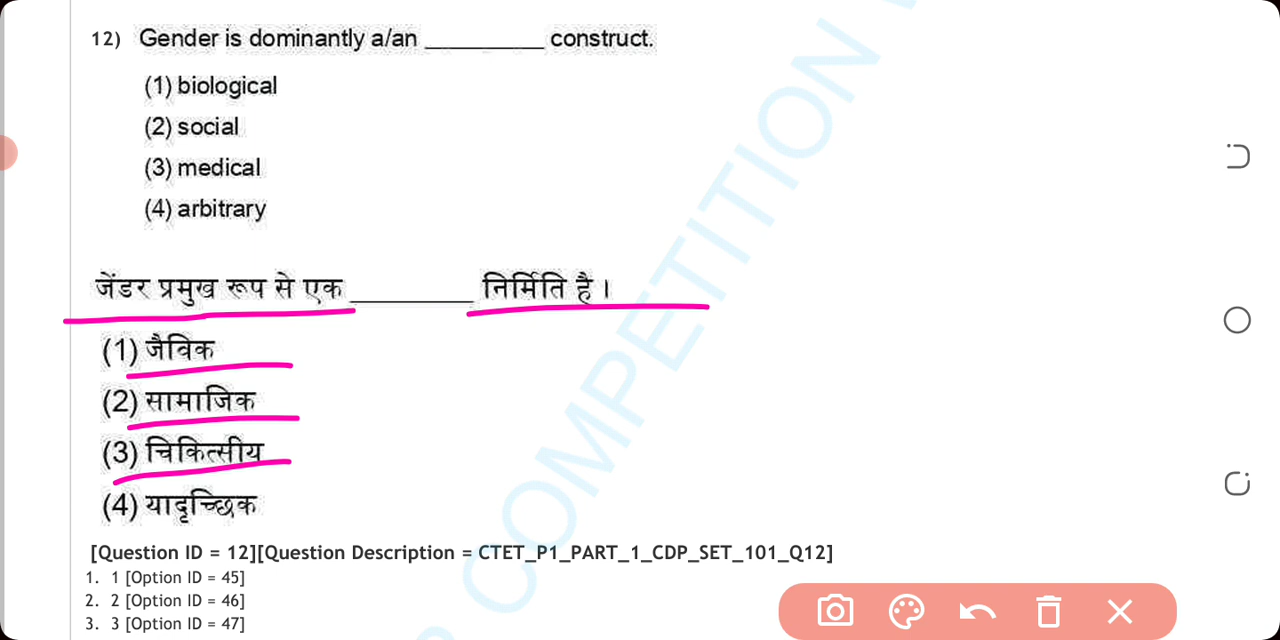 12) Gender is dominantly a/an __________ construct.
(1) biological
(2) social
(3) medical
(4) arbitrary
जेंडर प्रमुख रूप से एक __________ निर्मिति है।
(1) जैविक
(2) सामाजिक
(3) चिकित्सीय
(4) यादृच्छिक
[Question ID = 12][Question Description = CTET_P1_PART_1_CDP_SET_101_Q12]
1. 1 [Option ID = 45]
2. 2 [Option ID = 46]
3. 3 [Option ID = 47]
COMPETITION